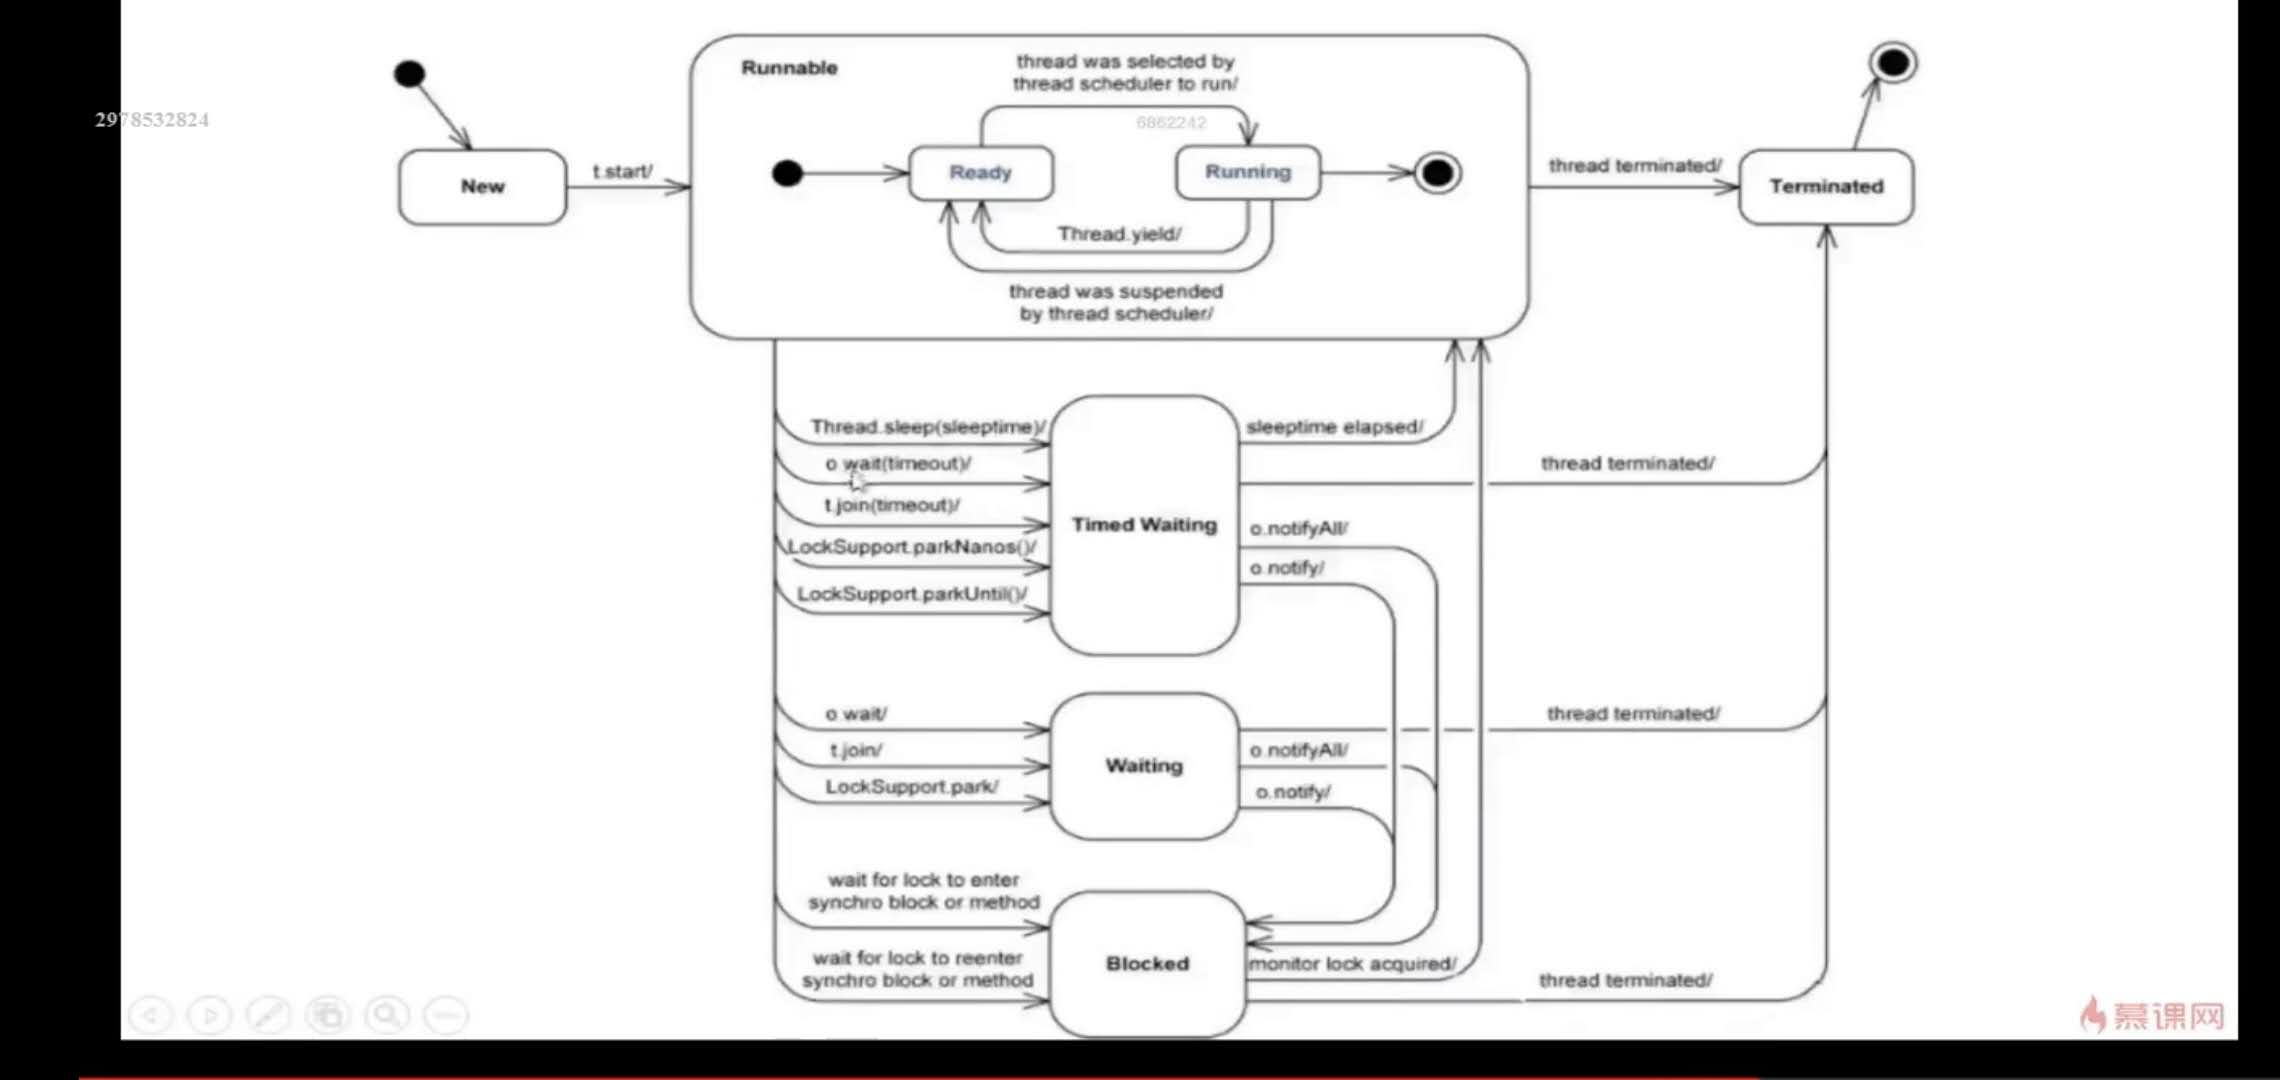 Runnable
thread was selected by
thread scheduler to run/
2978532824
6862242
New
t.start/
Ready
Running
thread terminated/
Terminated
Thread.yield/
thread was suspended
by thread scheduler/
Thread.sleep(sleeptime)/
sleeptime elapsed/
o.wait(timeout)/
thread terminated/
t.join(timeout)/
Timed Waiting
o.notifyAll/
LockSupport.parkNanos()/
o.notify/
LockSupport.parkUntil()/
o.wait/
thread terminated/
t.join/
o.notifyAll/
Waiting
LockSupport.park/
o.notify/
wait for lock to enter
synchro block or method
wait for lock to reenter
synchro block or method
Blocked
monitor lock acquired/
thread terminated/
慕课网